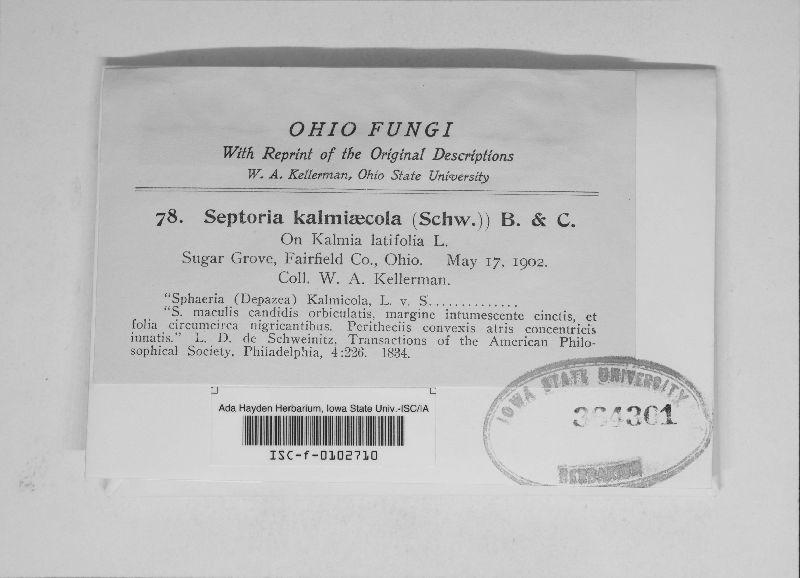 OHIO FUNGI
With Reprint of the Original Descriptions
W. A. Kellerman, Ohio State University
78. Septoria kalmiæcola (Schw.)) B. & C.
On Kalmia latifolia L.
Sugar Grove, Fairfield Co., Ohio. May 17, 1902.
Coll. W. A. Kellerman.
"Sphaeria (Depazea) Kalmicola, L. v. S.............
"S. maculis candidis orbiculatis, margine intumescente cinctis, et
folia circumcirca nigricantibus. Peritheciis convexis atris concentricis
innatis." L. D. de Schweinitz, Transactions of the American Philo-
sophical Society, Philadelphia, 4:226. 1834.
Ada Hayden Herbarium, Iowa State Univ.-ISC/IA
ISC-f-0102710
IOWA STATE UNIVERSITY
364301
HERBARIUM